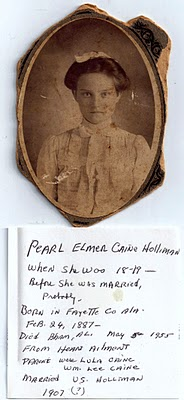 PEARL ELMER CAINE HOLLIMAN
WHEN SHE WOO 18-19 —
BEFORE SHE WAS MARRIED,
PROBABLY.
BORN IN FAYETTE CO ALA.
FEB. 24, 1887—
DIED BHAM, AL. MAY 5 1955
FROM HEART AILMENT
PARENTS WERE LULA CAINE
WM. LEE CAINE
MARRIED US. HOLLIMAN
1907 (?)